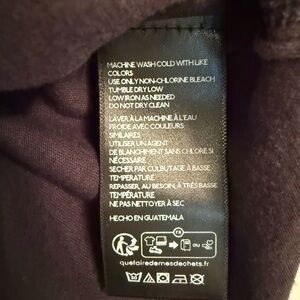 MACHINE WASH COLD WITH LIKE
COLORS
USE ONLY NON-CHLORINE BLEACH
TUMBLE DRY LOW
LOW IRON AS NEEDED
DO NOT DRY CLEAN
LAVER À LA MACHINE À L'EAU
FROIDE AVEC COULEURS
SIMILAIRES
UTILISER UN AGENT
DE BLANCHIMENT SANS CHLORE SI
NÉCESSAIRE
SECHER PAR CULBUTAGE À BASSE
TEMPERATURE
REPASSER, AU BESOIN, À TRÈS BASSE
TEMPÉRATURE
NE PAS NETTOYER À SEC
HECHO EN GUATEMALA
FR
OU
quefairedemesdechets.fr